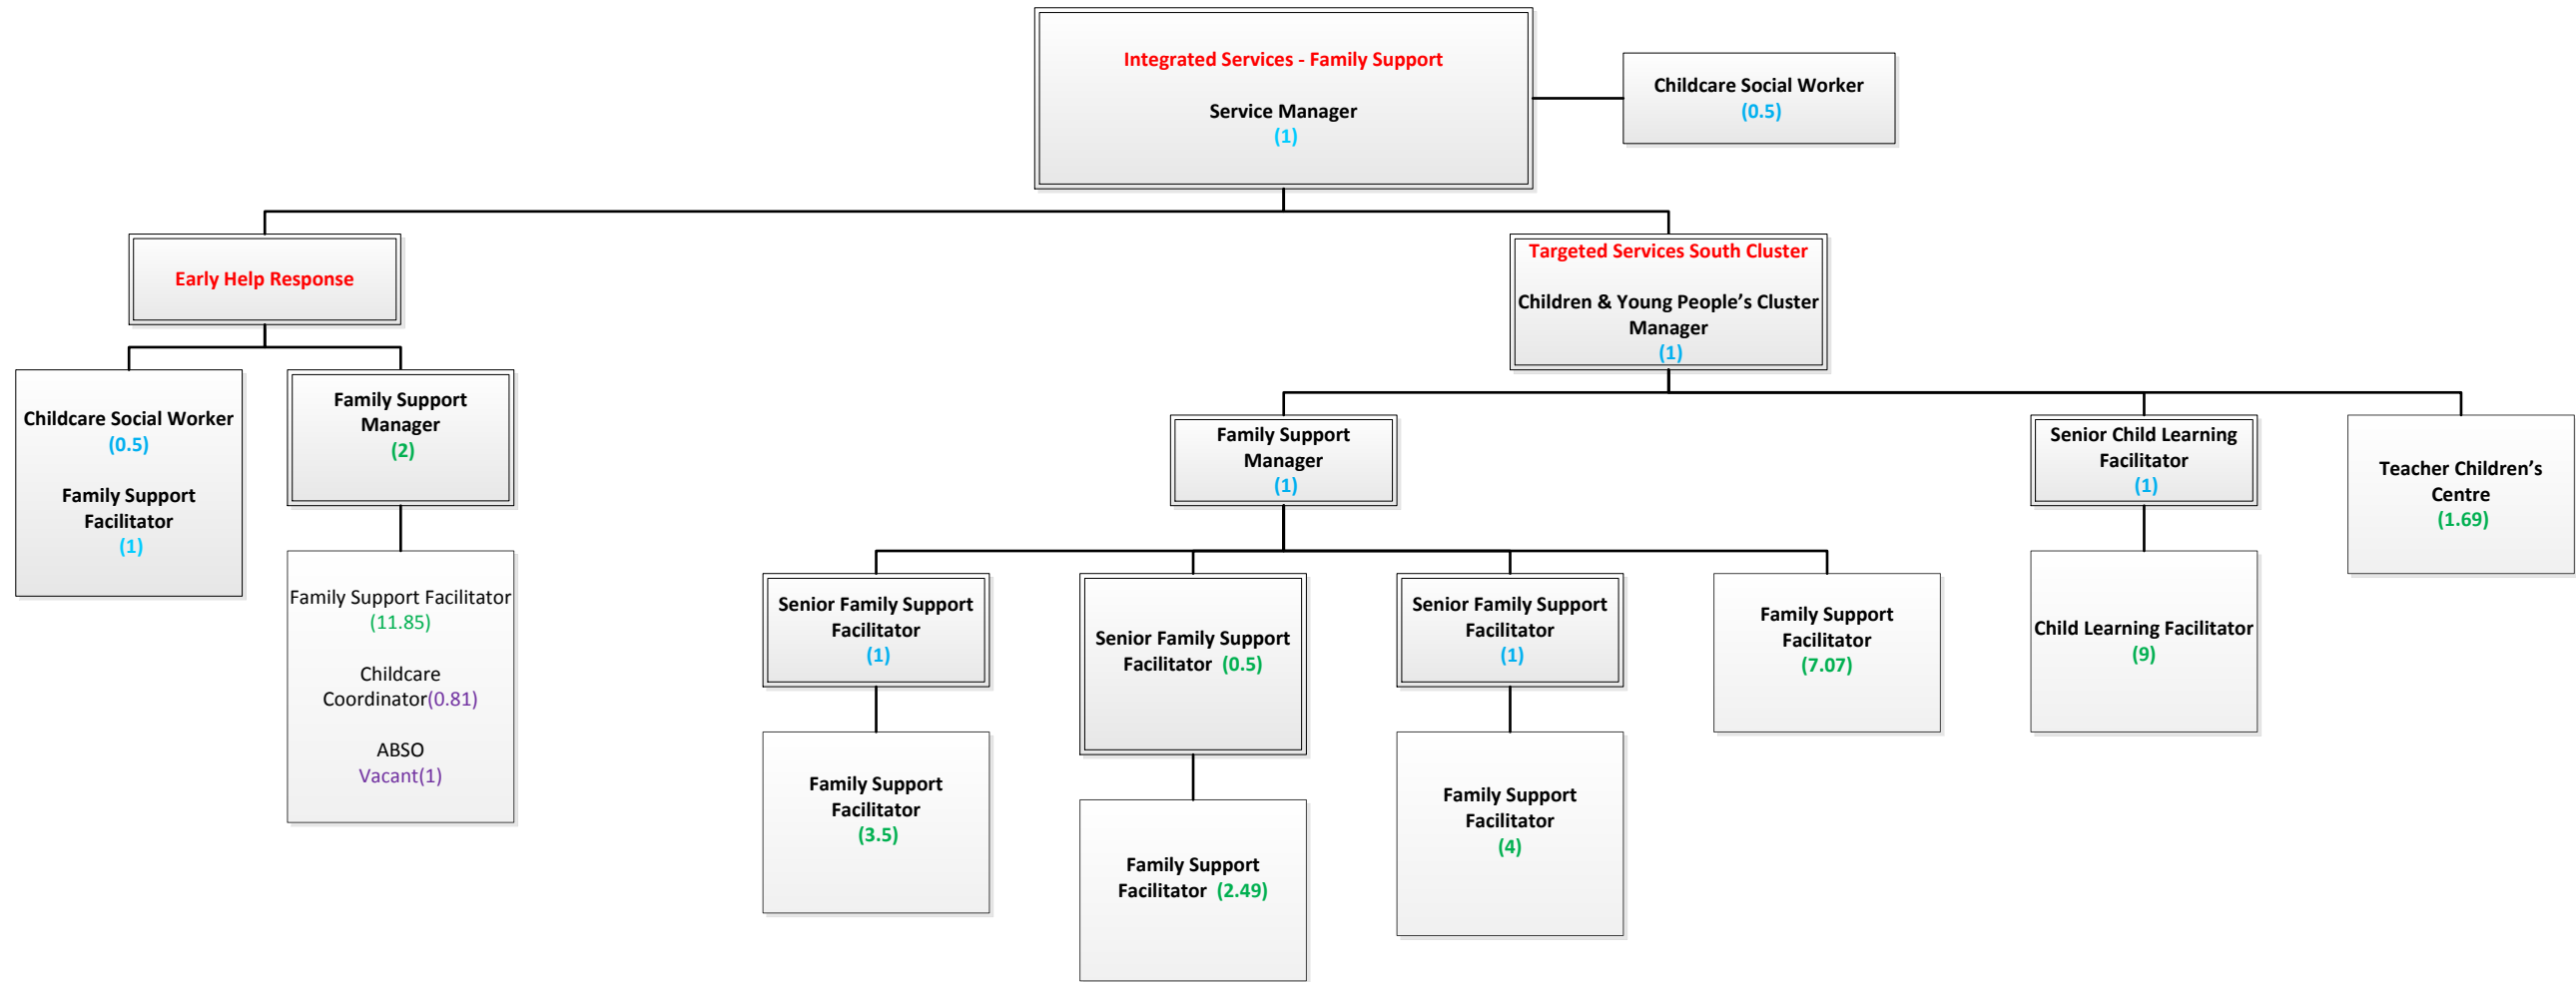 Integrated Services - Family Support
Service Manager
(1)
Childcare Social Worker
(0.5)
Early Help Response
Targeted Services South Cluster
Children & Young People’s Cluster
Manager
(1)
Childcare Social Worker
(0.5)
Family Support
Facilitator
(1)
Family Support
Manager
(2)
Family Support Facilitator
(11.85)
Childcare
Coordinator(0.81)
ABSO
Vacant(1)
Family Support
Manager
(1)
Senior Child Learning
Facilitator
(1)
Teacher Children’s
Centre
(1.69)
Senior Family Support
Facilitator
(1)
Senior Family Support
Facilitator (0.5)
Senior Family Support
Facilitator
(1)
Family Support
Facilitator
(7.07)
Child Learning Facilitator
(9)
Family Support
Facilitator
(3.5)
Family Support
Facilitator (2.49)
Family Support
Facilitator
(4)